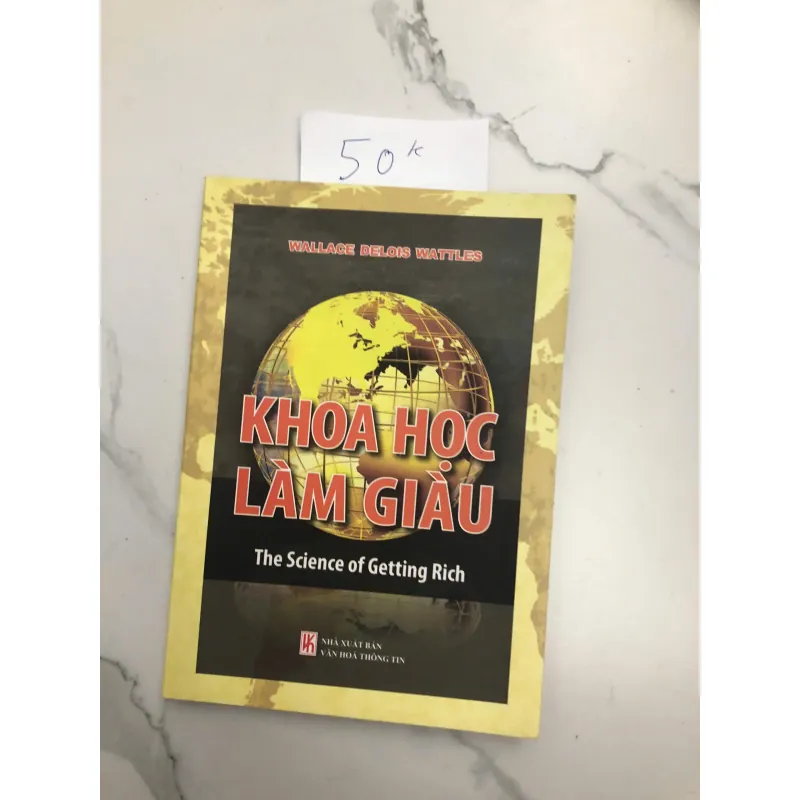 50k
WALLACE DELOIS WATTLES
KHOA HỌC
LÀM GIÀU
The Science of Getting Rich
NHÀ XUẤT BẢN
VĂN HOÁ THÔNG TIN